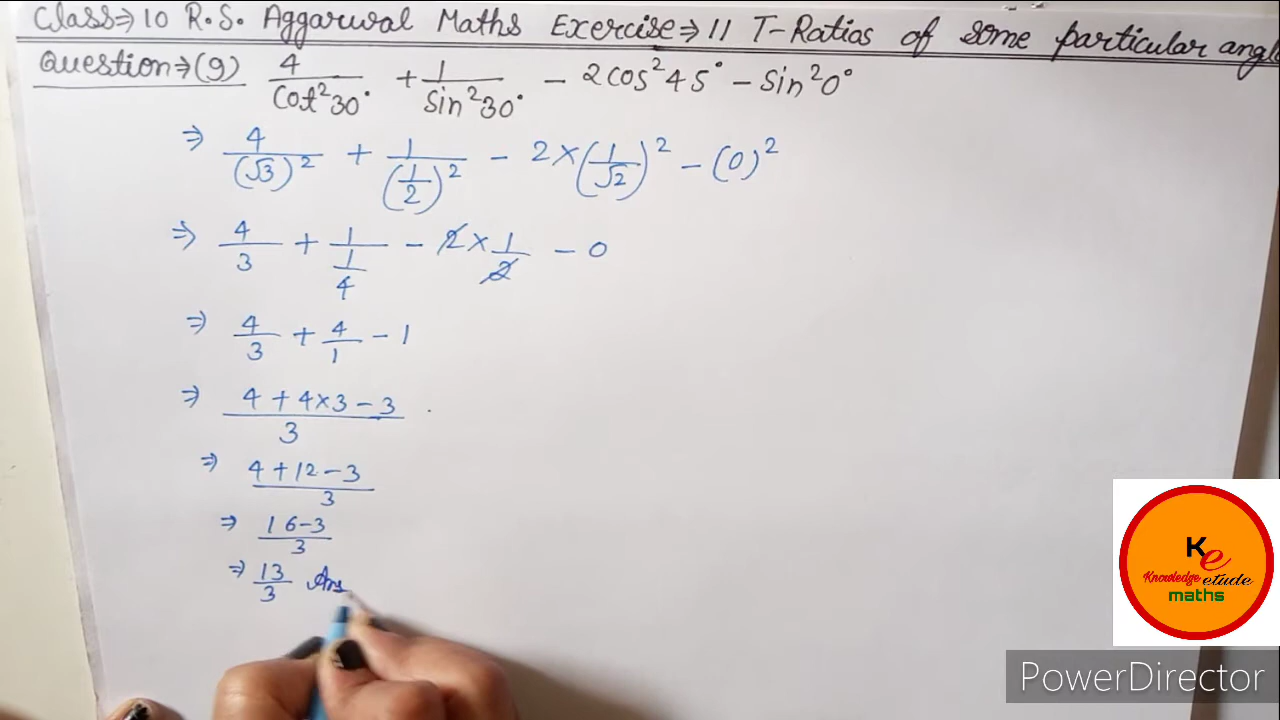 Class⇒10 R.S. Aggarwal Maths Exercise⇒11 T-Ratios of some particular angle
Question⇒(9) 4/cot²30° + 1/sin²30° − 2cos²45° − sin²0°
⇒ 4/(√3)² + 1/(1/2)² − 2×(1/√2)² − (0)²
⇒ 4/3 + 1/(1/4) − 2×1/2 − 0
⇒ 4/3 + 4/1 − 1
⇒ (4+4×3−3)/3
⇒ (4+12−3)/3
⇒ (16−3)/3
⇒ 13/3 Ans
Ke
Knowledge etude
maths
PowerDirector